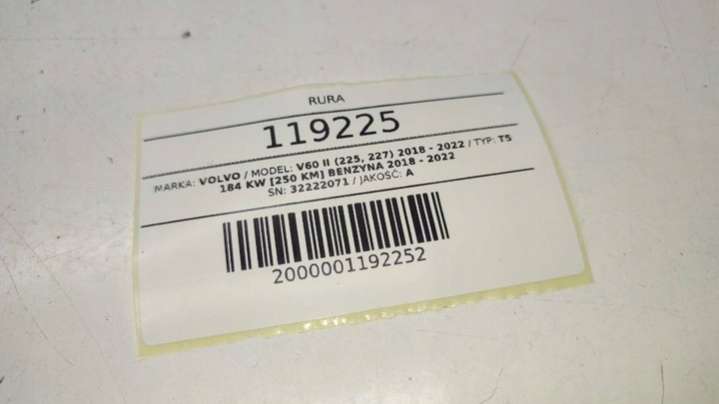 RURA
119225
MARKA: VOLVO / MODEL: V60 II (225, 227) 2018 - 2022 / TYP: T5
184 KW [250 KM] BENZYNA 2018 - 2022
SN: 32222071 / JAKOŚĆ: A
2000001192252